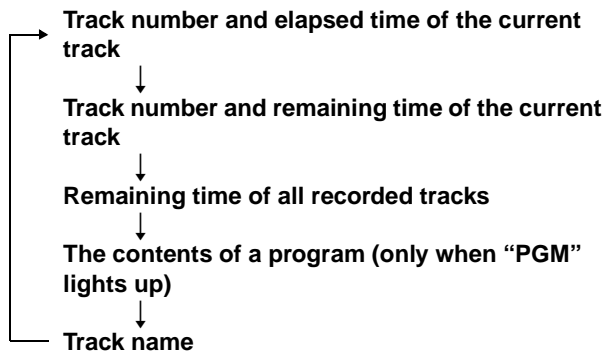 Track number and elapsed time of the current
track
Track number and remaining time of the current
track
Remaining time of all recorded tracks
The contents of a program (only when “PGM”
lights up)
Track name